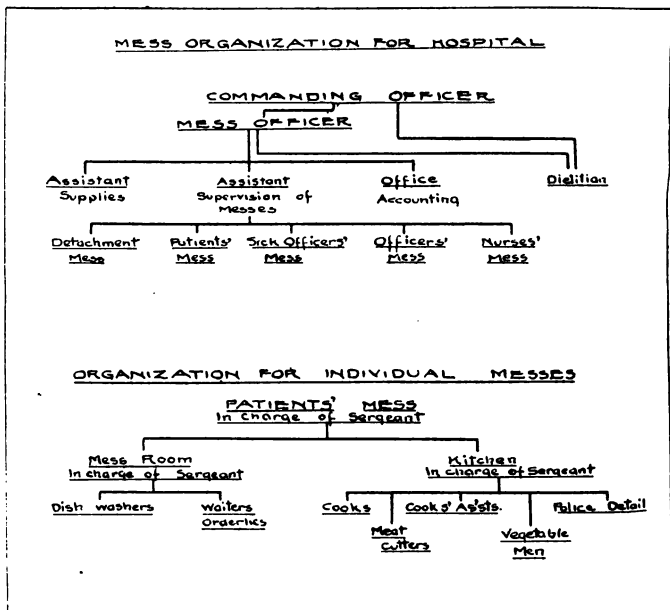 MESS ORGANIZATION FOR HOSPITAL
COMMANDING OFFICER
MESS OFFICER
Assistant
Supplies
Assistant
Supervision of
Messes
Office
Accounting
Dietitian
Detachment
Mess
Patients'
Mess
Sick Officers'
Mess
Officers'
Mess
Nurses'
Mess
ORGANIZATION FOR INDIVIDUAL MESSES
PATIENTS' MESS
In charge of Sergeant
Mess Room
In charge of Sergeant
Kitchen
In charge of Sergeant
Dish washers
Waiters
Orderlies
Cooks
Meat
Cutters
Cooks' As'sts.
Vegetable
Men
Police Detail